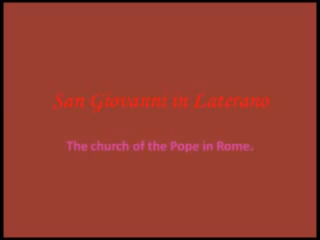 San Giovanni in Laterano
The church of the Pope in Rome.